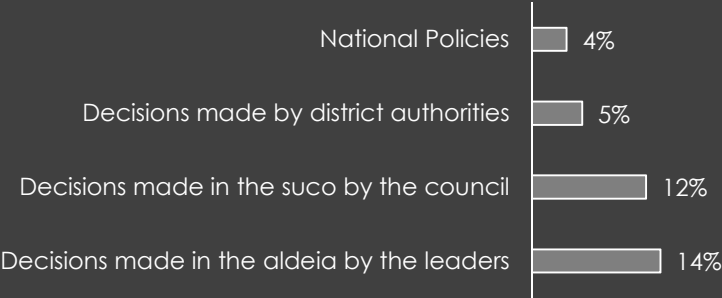 National Policies 4%
Decisions made by district authorities 5%
Decisions made in the suco by the council 12%
Decisions made in the aldeia by the leaders 14%